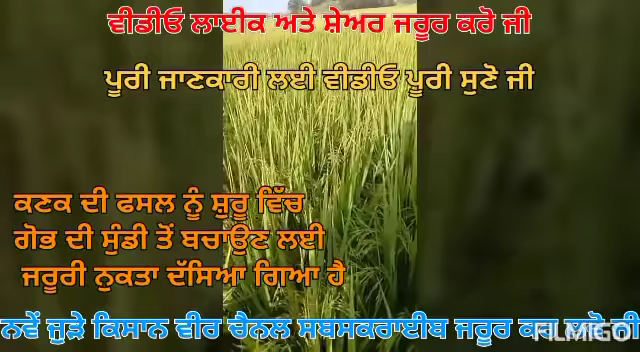 ਵੀਡੀਓ ਲਾਈਕ ਅਤੇ ਸ਼ੇਅਰ ਜਰੂਰ ਕਰੋ ਜੀ
ਪੂਰੀ ਜਾਣਕਾਰੀ ਲਈ ਵੀਡੀਓ ਪੂਰੀ ਸੁਣੋ ਜੀ
ਕਣਕ ਦੀ ਫਸਲ ਨੂੰ ਸ਼ੁਰੂ ਵਿੱਚ
ਗੋਭ ਦੀ ਸੁੰਡੀ ਤੋਂ ਬਚਾਉਣ ਲਈ
ਜਰੂਰੀ ਨੁਕਤਾ ਦੱਸਿਆ ਗਿਆ ਹੈ
ਨਵੇਂ ਜੁੜੇ ਕਿਸਾਨ ਵੀਰ ਚੈਨਲ ਸਬਸਕਰਾਈਬ ਜਰੂਰ ਕਰ
FILMIGO